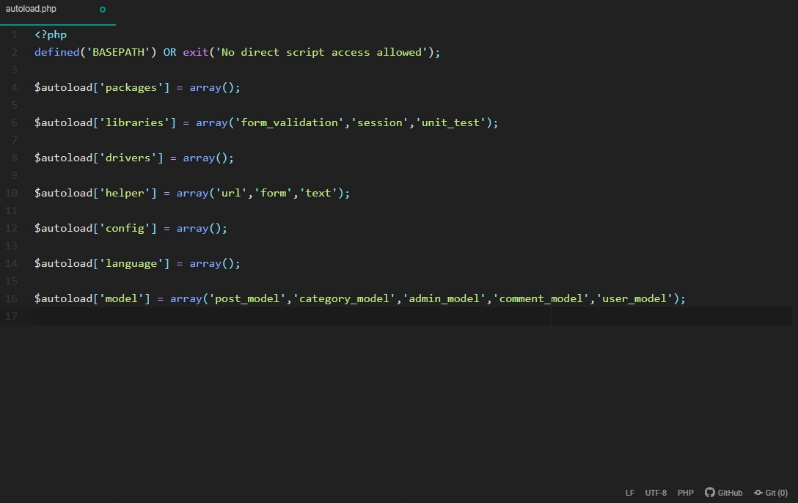 autoload.php
1 <?php
2 defined('BASEPATH') OR exit('No direct script access allowed');
3
4 $autoload['packages'] = array();
5
6 $autoload['libraries'] = array('form_validation','session','unit_test');
7
8 $autoload['drivers'] = array();
9
10 $autoload['helper'] = array('url','form','text');
11
12 $autoload['config'] = array();
13
14 $autoload['language'] = array();
15
16 $autoload['model'] = array('post_model','category_model','admin_model','comment_model','user_model');
17
LF UTF-8 PHP GitHub Git (0)